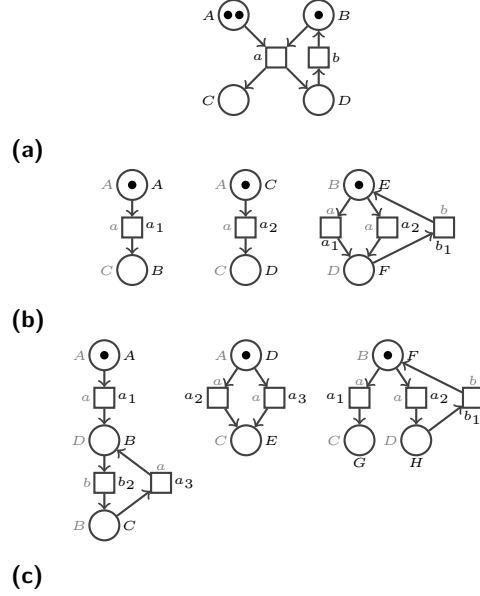 A B
a b
C D
(a)
A A A C B E
a a₁ a a₂ a a b
a₁ a₂ b₁
C B C D D F
(b)
A A A D B F
a a₁ a₂ a a a₃ a₁ a a a₂ b
b₁
D B C E C D
G H
b b₂ a a₃
B C
(c)